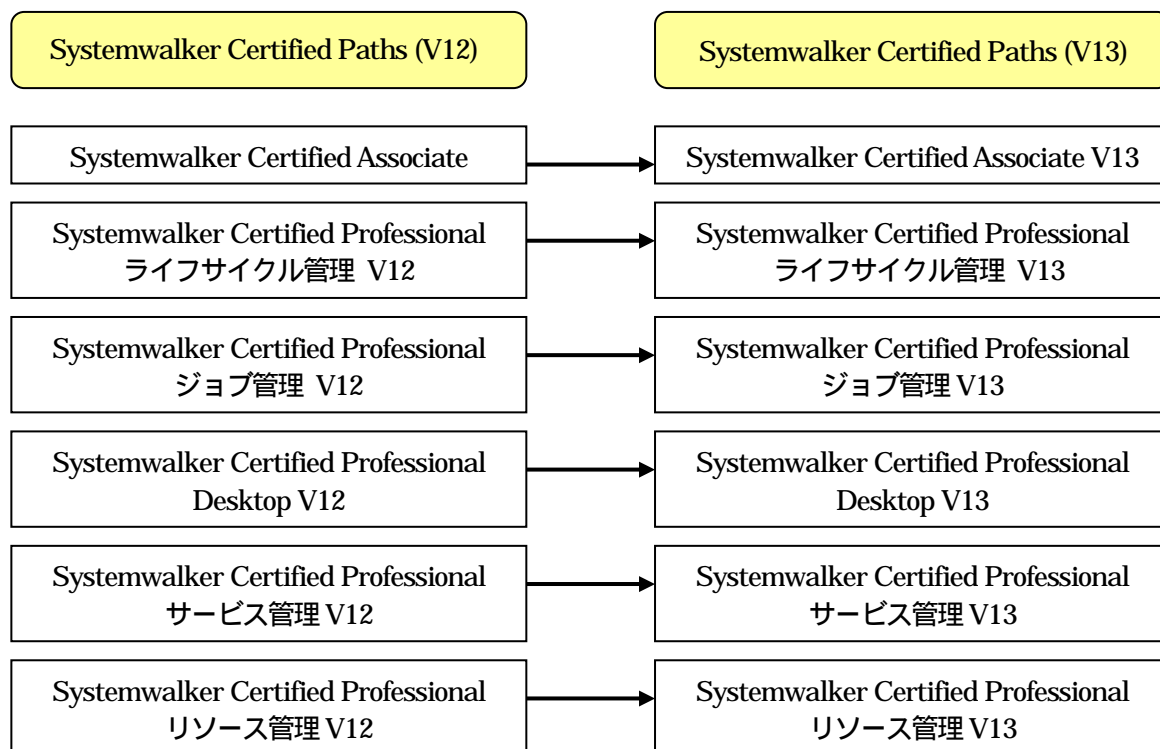 Systemwalker Certified Paths (V12)
Systemwalker Certified Paths (V13)
Systemwalker Certified Associate
Systemwalker Certified Associate V13
Systemwalker Certified Professional
ライフサイクル管理 V12
Systemwalker Certified Professional
ライフサイクル管理 V13
Systemwalker Certified Professional
ジョブ管理 V12
Systemwalker Certified Professional
ジョブ管理 V13
Systemwalker Certified Professional
Desktop V12
Systemwalker Certified Professional
Desktop V13
Systemwalker Certified Professional
サービス管理 V12
Systemwalker Certified Professional
サービス管理 V13
Systemwalker Certified Professional
リソース管理 V12
Systemwalker Certified Professional
リソース管理 V13